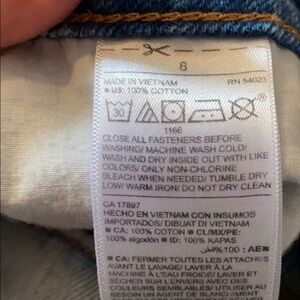 8
MADE IN VIETNAM RN 54023
US: 100% COTTON
30
1166
CLOSE ALL FASTENERS BEFORE
WASHING/ MACHINE WASH COLD/
WASH AND DRY INSIDE OUT WITH LIKE
COLORS/ ONLY NON-CHLORINE
BLEACH WHEN NEEDED/ TUMBLE DRY
LOW/ WARM IRON/ DO NOT DRY CLEAN
CA 17897
HECHO EN VIETNAM CON INSUMOS
IMPORTADOS/ DIBUAT DI VIETNAM
CA: 100% COTON CL/MX/PE:
100% algodón ID: 100% KAPAS
AE: 100%
CA: FERMER TOUTES LES ATTACHES
AVANT LE LAVAGE/ LAVER À LA
MACHINE À L'EAU FROIDE/ LAVER ET
SÉCHER SUR L'ENVERS AVEC DES
COULEURS SEMBLABLES/ UTILISER AU
BESOIN UN AGENT DE BLANCHIMENT